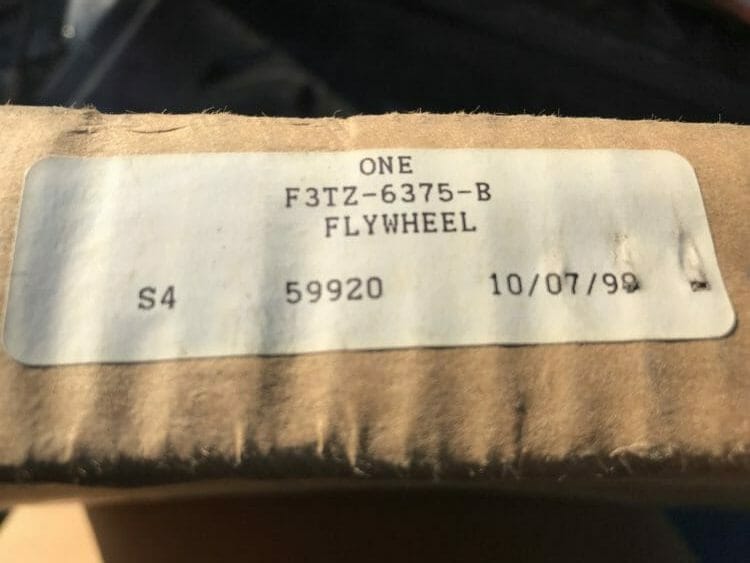 ONE
F3TZ-6375-B
FLYWHEEL
S4 59920 10/07/99